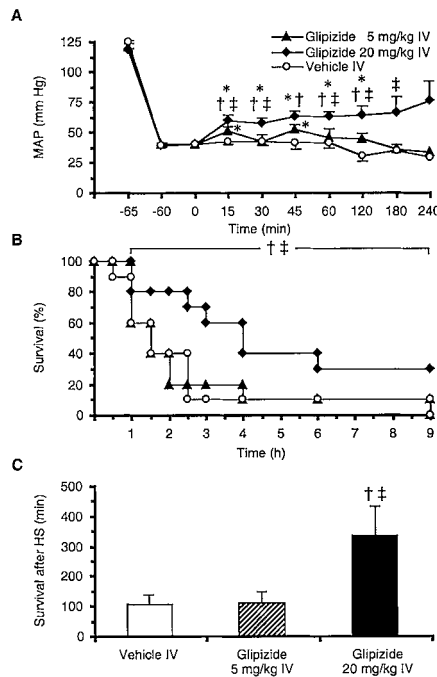 A
Glipizide 5 mg/kg IV
Glipizide 20 mg/kg IV
Vehicle IV
MAP (mm Hg)
125
100
75
50
25
0
* * * * ‡
† ‡ † ‡ * † † ‡ † ‡
* *
-65 -60 0 15 30 45 60 120 180 240
Time (min)
B
† ‡
Survival (%)
100
80
60
40
20
0
1 2 3 4 5 6 7 8 9
Time (h)
C
Survival after HS (min)
500
400
300
200
100
0
† ‡
Vehicle IV
Glipizide
5 mg/kg IV
Glipizide
20 mg/kg IV